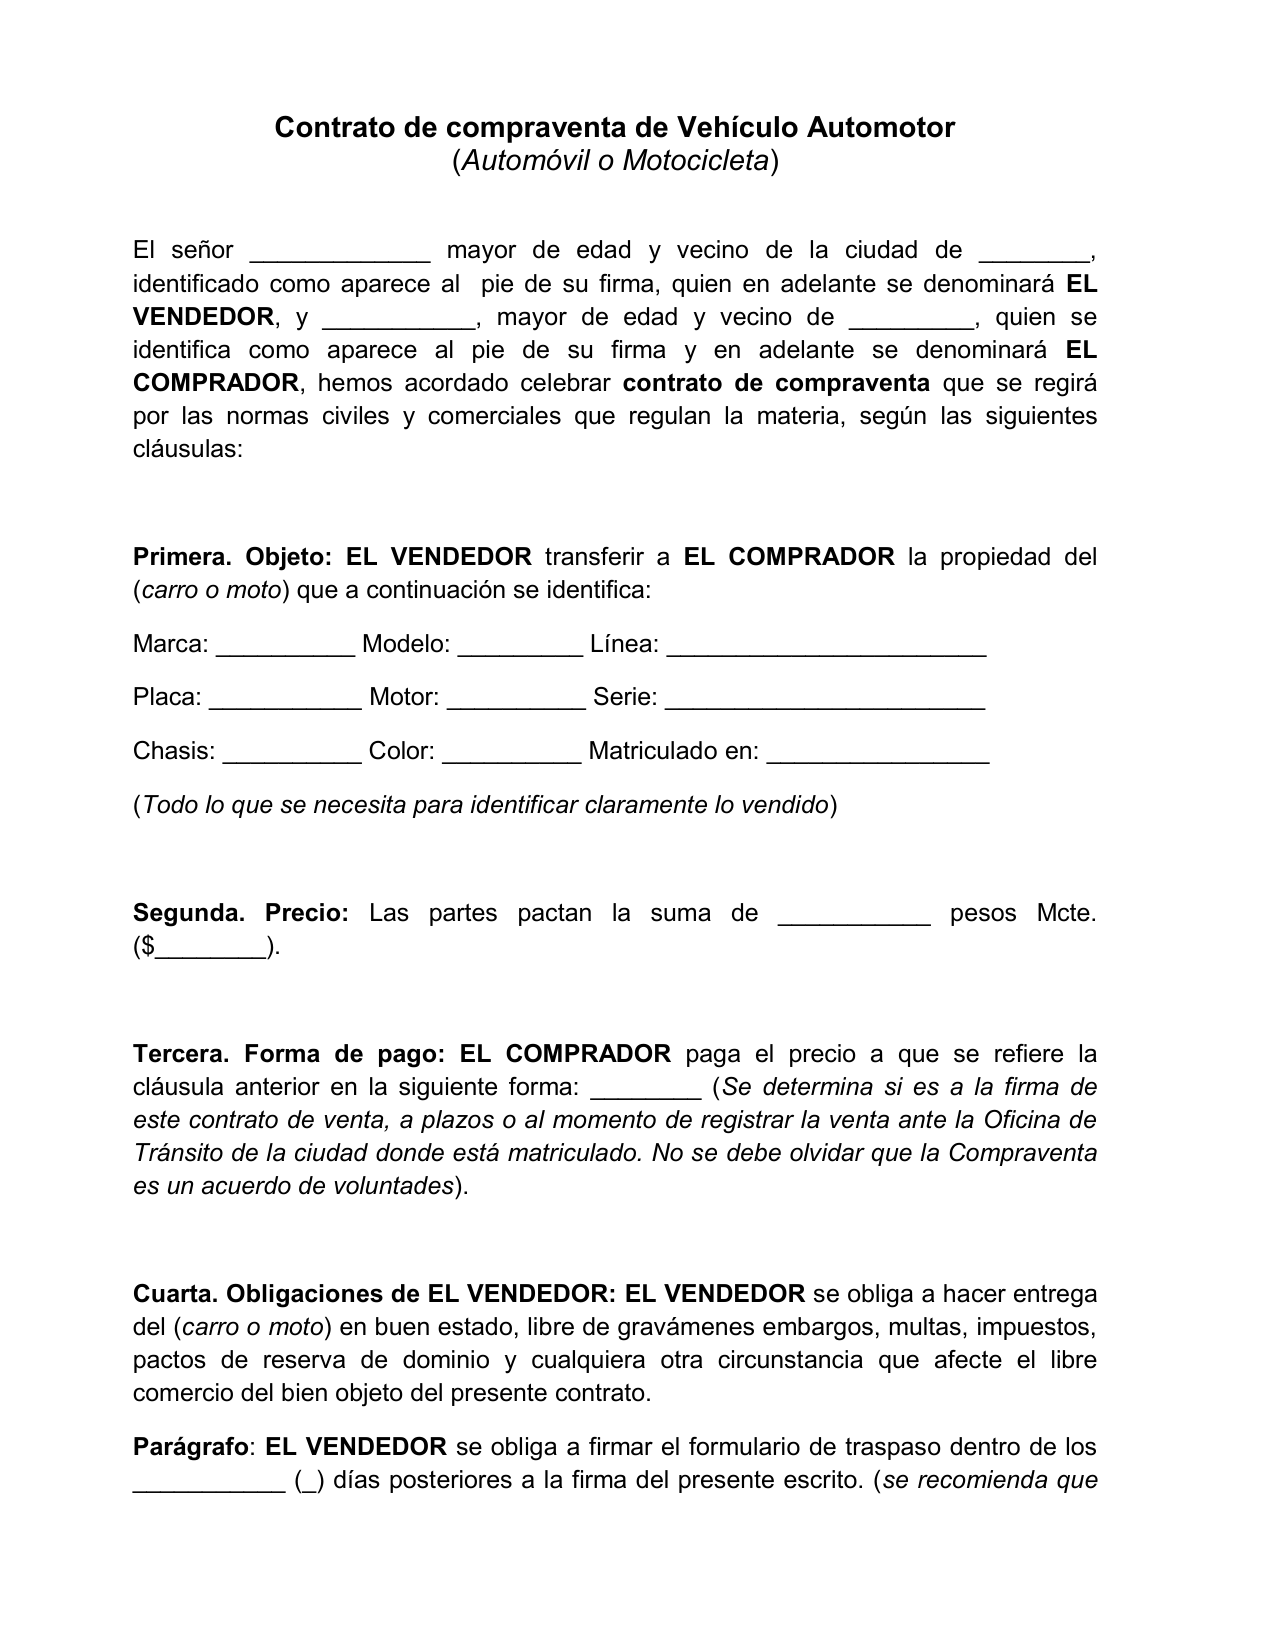 Contrato de compraventa de Vehículo Automotor
(Automóvil o Motocicleta)
El señor _____________ mayor de edad y vecino de la ciudad de ________,
identificado como aparece al  pie de su firma, quien en adelante se denominará EL
VENDEDOR, y ___________, mayor de edad y vecino de _________, quien se
identifica como aparece al pie de su firma y en adelante se denominará EL
COMPRADOR, hemos acordado celebrar contrato de compraventa que se regirá
por las normas civiles y comerciales que regulan la materia, según las siguientes
cláusulas:
Primera. Objeto: EL VENDEDOR transferir a EL COMPRADOR la propiedad del
(carro o moto) que a continuación se identifica:
Marca: __________ Modelo: _________ Línea: _______________________
Placa: ___________ Motor: __________ Serie: _______________________
Chasis: __________ Color: __________ Matriculado en: ________________
(Todo lo que se necesita para identificar claramente lo vendido)
Segunda. Precio: Las partes pactan la suma de ___________ pesos Mcte.
($________).
Tercera. Forma de pago: EL COMPRADOR paga el precio a que se refiere la
cláusula anterior en la siguiente forma: ________ (Se determina si es a la firma de
este contrato de venta, a plazos o al momento de registrar la venta ante la Oficina de
Tránsito de la ciudad donde está matriculado. No se debe olvidar que la Compraventa
es un acuerdo de voluntades).
Cuarta. Obligaciones de EL VENDEDOR: EL VENDEDOR se obliga a hacer entrega
del (carro o moto) en buen estado, libre de gravámenes embargos, multas, impuestos,
pactos de reserva de dominio y cualquiera otra circunstancia que afecte el libre
comercio del bien objeto del presente contrato.
Parágrafo: EL VENDEDOR se obliga a firmar el formulario de traspaso dentro de los
___________ (_) días posteriores a la firma del presente escrito. (se recomienda que